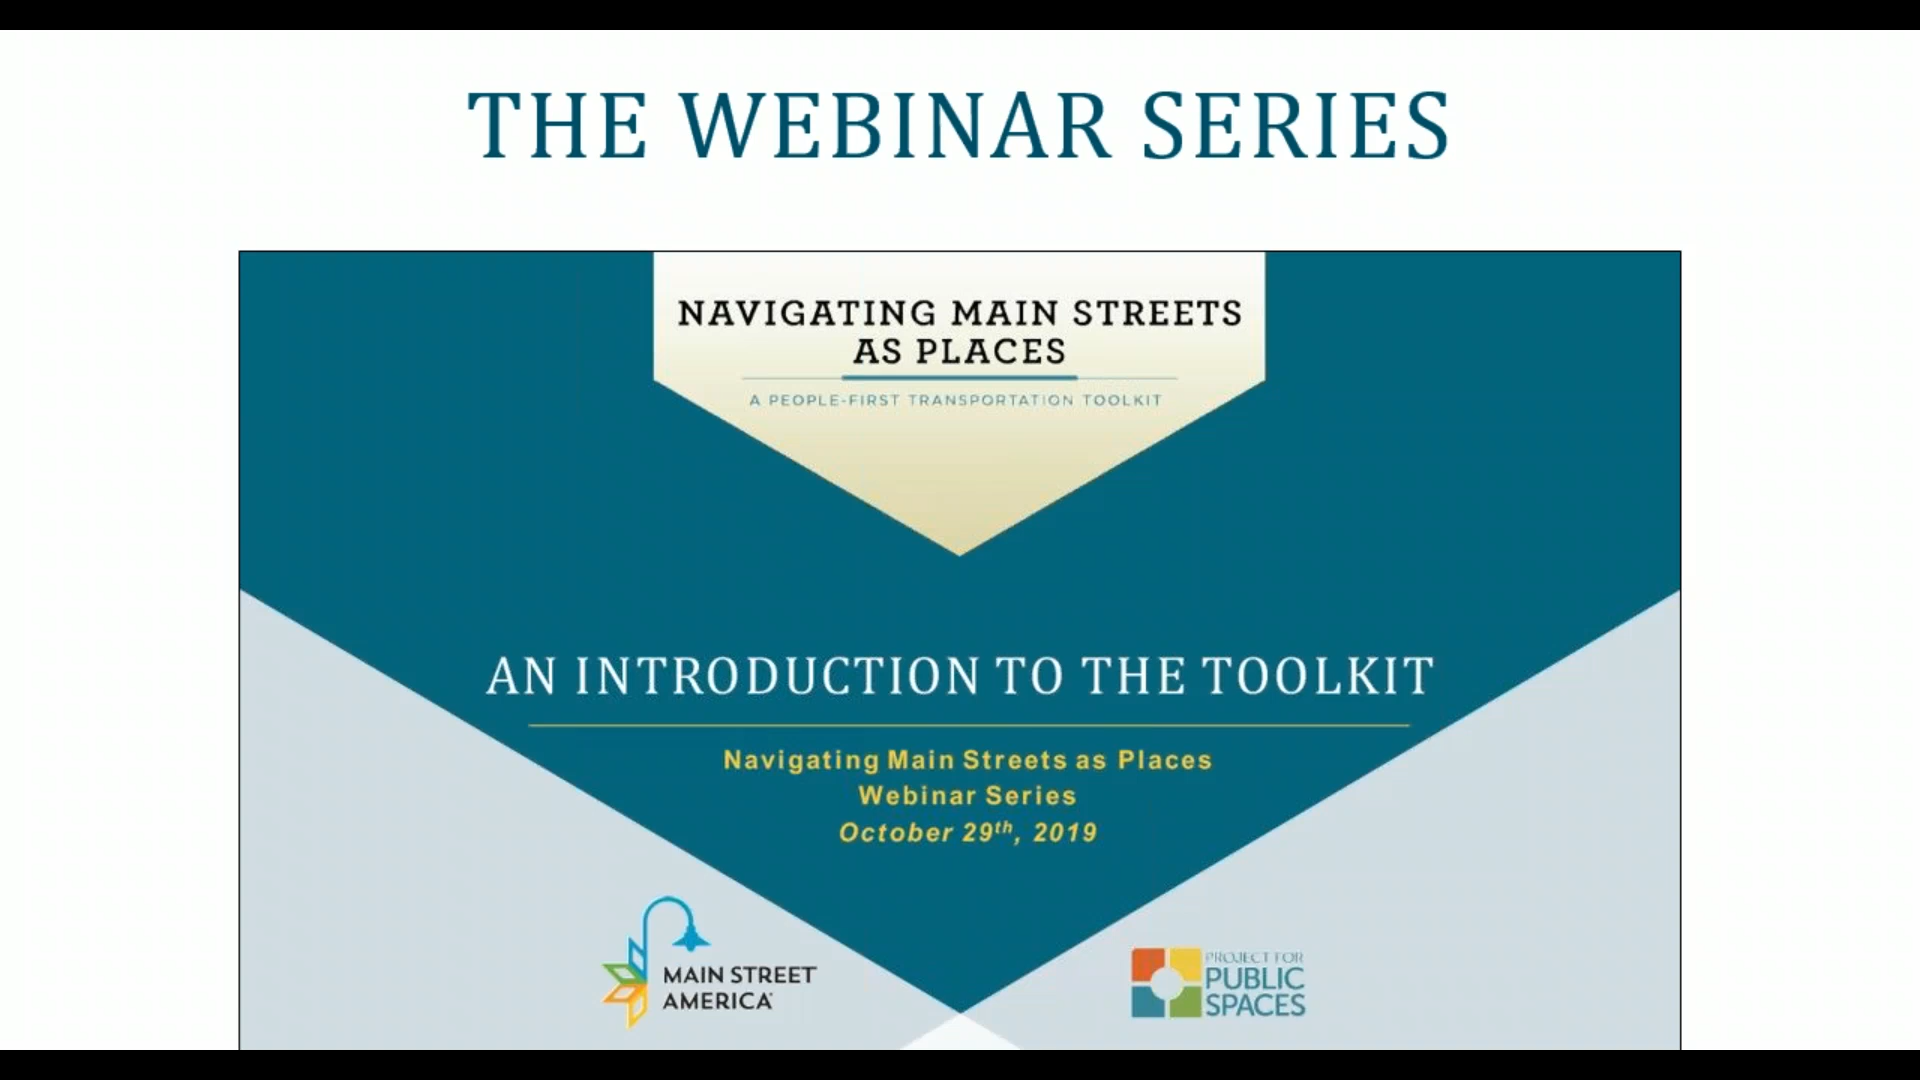 THE WEBINAR SERIES
NAVIGATING MAIN STREETS
AS PLACES
A PEOPLE-FIRST TRANSPORTATION TOOLKIT
AN INTRODUCTION TO THE TOOLKIT
Navigating Main Streets as Places
Webinar Series
October 29th, 2019
MAIN STREET
AMERICA
PROJECT FOR
PUBLIC
SPACES